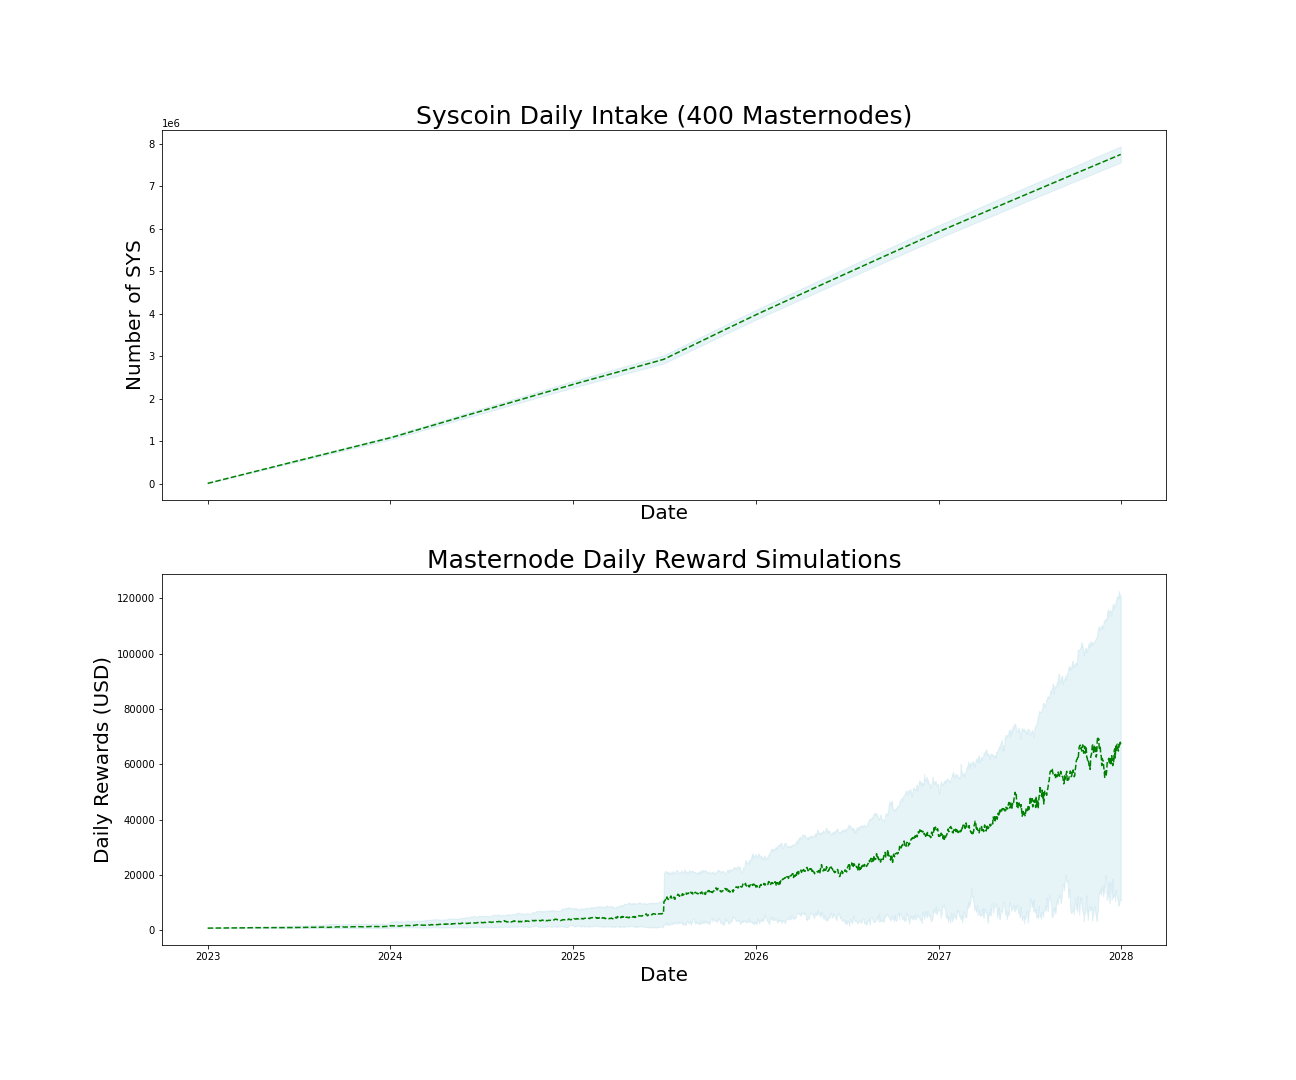 Syscoin Daily Intake (400 Masternodes)
1e6
8
7
6
5
4
3
2
1
0
Number of SYS
Date
Masternode Daily Reward Simulations
120000
100000
80000
60000
40000
20000
0
Daily Rewards (USD)
2023 2024 2025 2026 2027 2028
Date